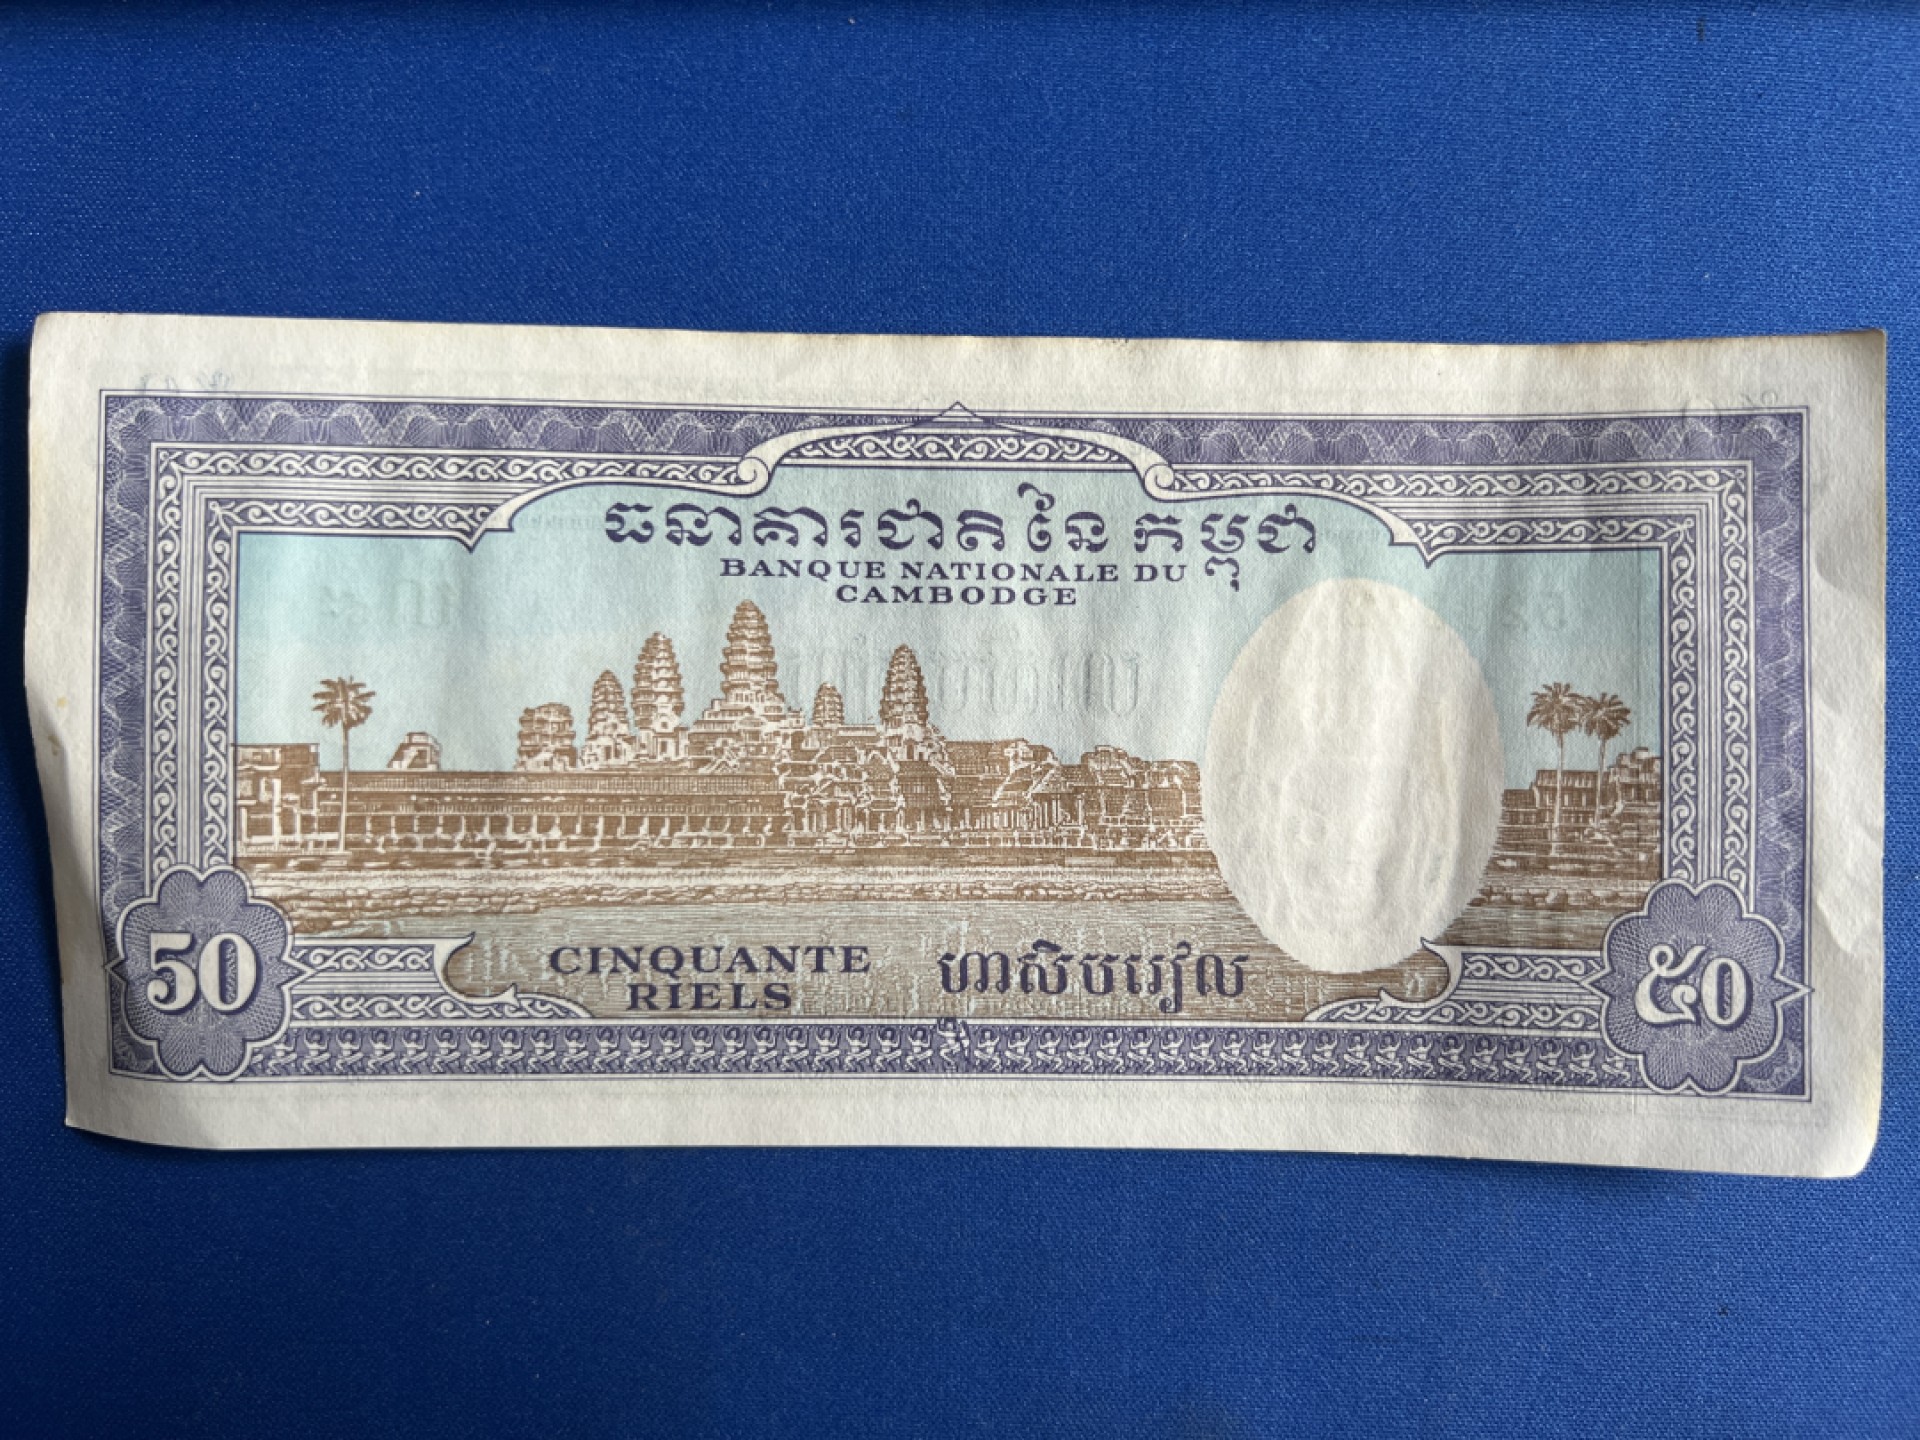 ធនាគារជាតិនៃកម្ពុជា
BANQUE NATIONALE DU
CAMBODGE
50
CINQUANTE
RIELS
ហាសិបរៀល
៥០